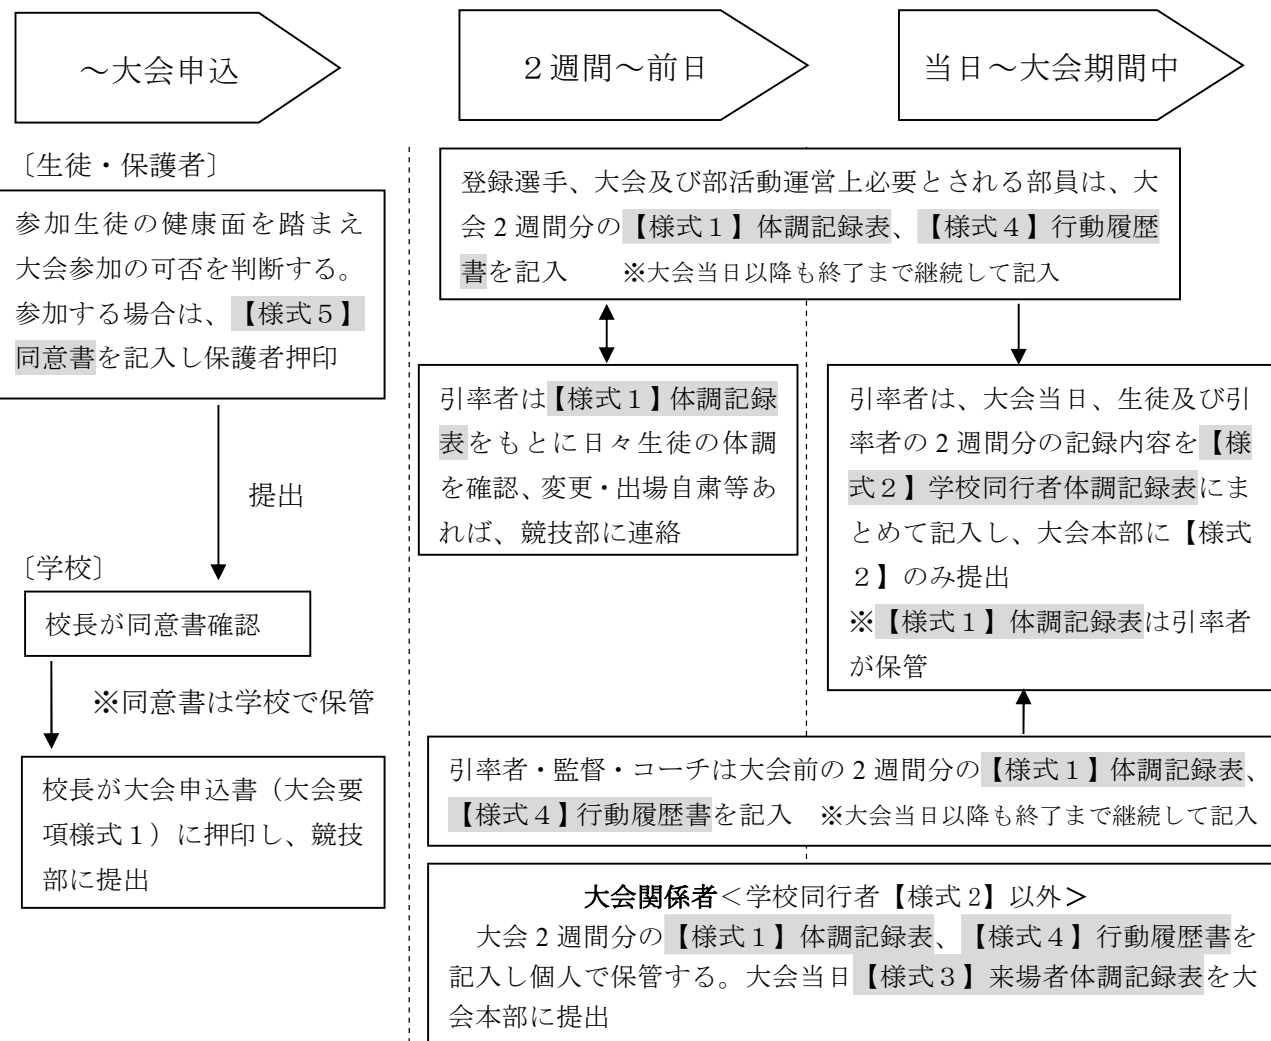 ～大会申込
２週間～前日
当日～大会期間中
〔生徒・保護者〕
参加生徒の健康面を踏まえ
大会参加の可否を判断する。
参加する場合は、【様式５】
同意書を記入し保護者押印
提出
〔学校〕
校長が同意書確認
※同意書は学校で保管
校長が大会申込書（大会要
項様式１）に押印し、競技
部に提出
登録選手、大会及び部活動運営上必要とされる部員は、大
会２週間分の【様式１】体調記録表、【様式４】行動履歴
書を記入　　※大会当日以降も終了まで継続して記入
引率者は【様式１】体調記録
表をもとに日々生徒の体調
を確認、変更・出場自粛等あ
れば、競技部に連絡
引率者は、大会当日、生徒及び引
率者の２週間分の記録内容を【様
式２】学校同行者体調記録表にま
とめて記入し、大会本部に【様式
２】のみ提出
※【様式１】体調記録表は引率者
が保管
引率者・監督・コーチは大会前の２週間分の【様式１】体調記録表、
【様式４】行動履歴書を記入　※大会当日以降も終了まで継続して記入
大会関係者＜学校同行者【様式 2】以外＞
大会２週間分の【様式１】体調記録表、【様式４】行動履歴書を
記入し個人で保管する。大会当日【様式３】来場者体調記録表を大
会本部に提出